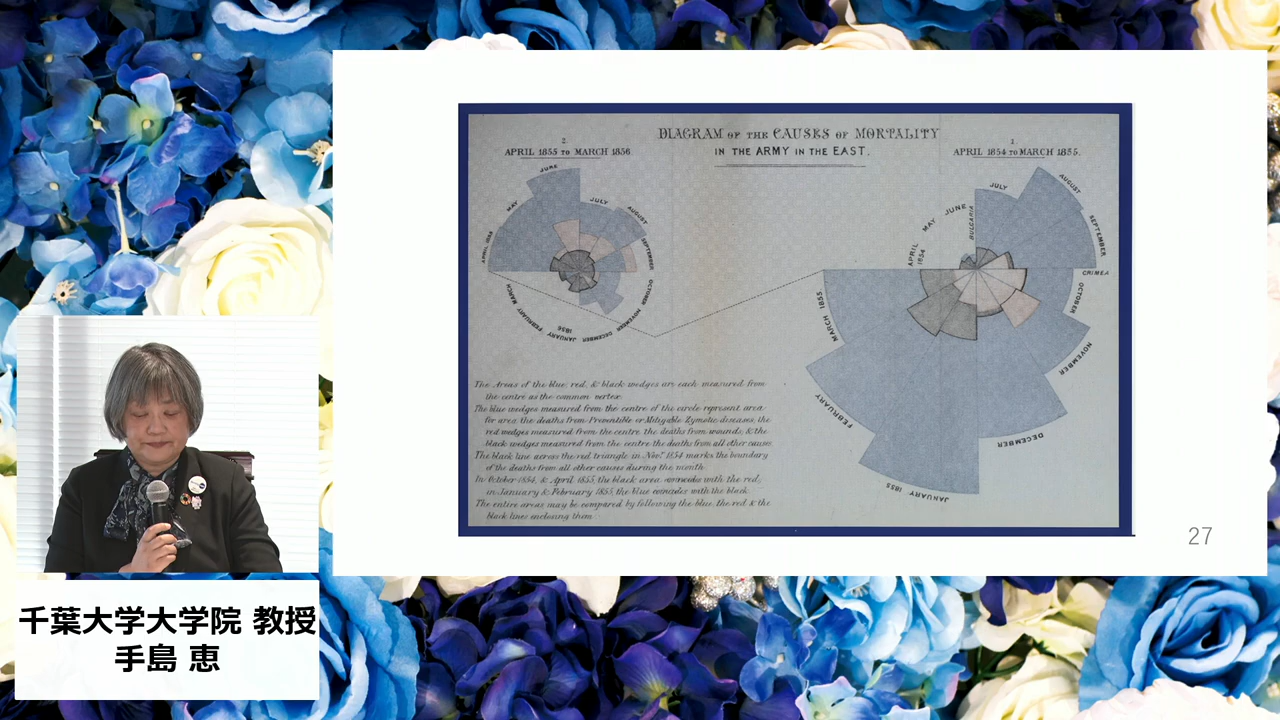 DIAGRAM OF THE CAUSES OF MORTALITY
IN THE ARMY IN THE EAST.
2.
APRIL 1855 TO MARCH 1856
1.
APRIL 1854 TO MARCH 1855.
APRIL 1855
MAY
JUNE
JULY
AUGUST
SEPTEMBER
OCTOBER
NOVEMBER
DECEMBER
JANUARY
1856
FEBRUARY
MARCH
APRIL
1854
MAY
JUNE
BULGARIA
JULY
AUGUST
SEPTEMBER
CRIMEA
OCTOBER
NOVEMBER
DECEMBER
JANUARY 1855
FEBRUARY
MARCH 1855
The Areas of the blue, red, & black wedges are each measured from
the centre as the common vertex.
The blue wedges measured from the centre of the circle represent area
for area the deaths from Preventible or Mitigable Zymotic diseases, the
red wedges measured from the centre the deaths from wounds, & the
black wedges measured from the centre the deaths from all other causes.
The black line across the red triangle in Nov.r 1854 marks the boundary
of the deaths from all other causes during the month.
In October 1854, & April 1855, the black area coincides with the red,
in January & February 1855, the blue coincides with the black.
The entire areas may be compared by following the blue, the red & the
black lines enclosing them.
27
千葉大学大学院 教授
手島 恵